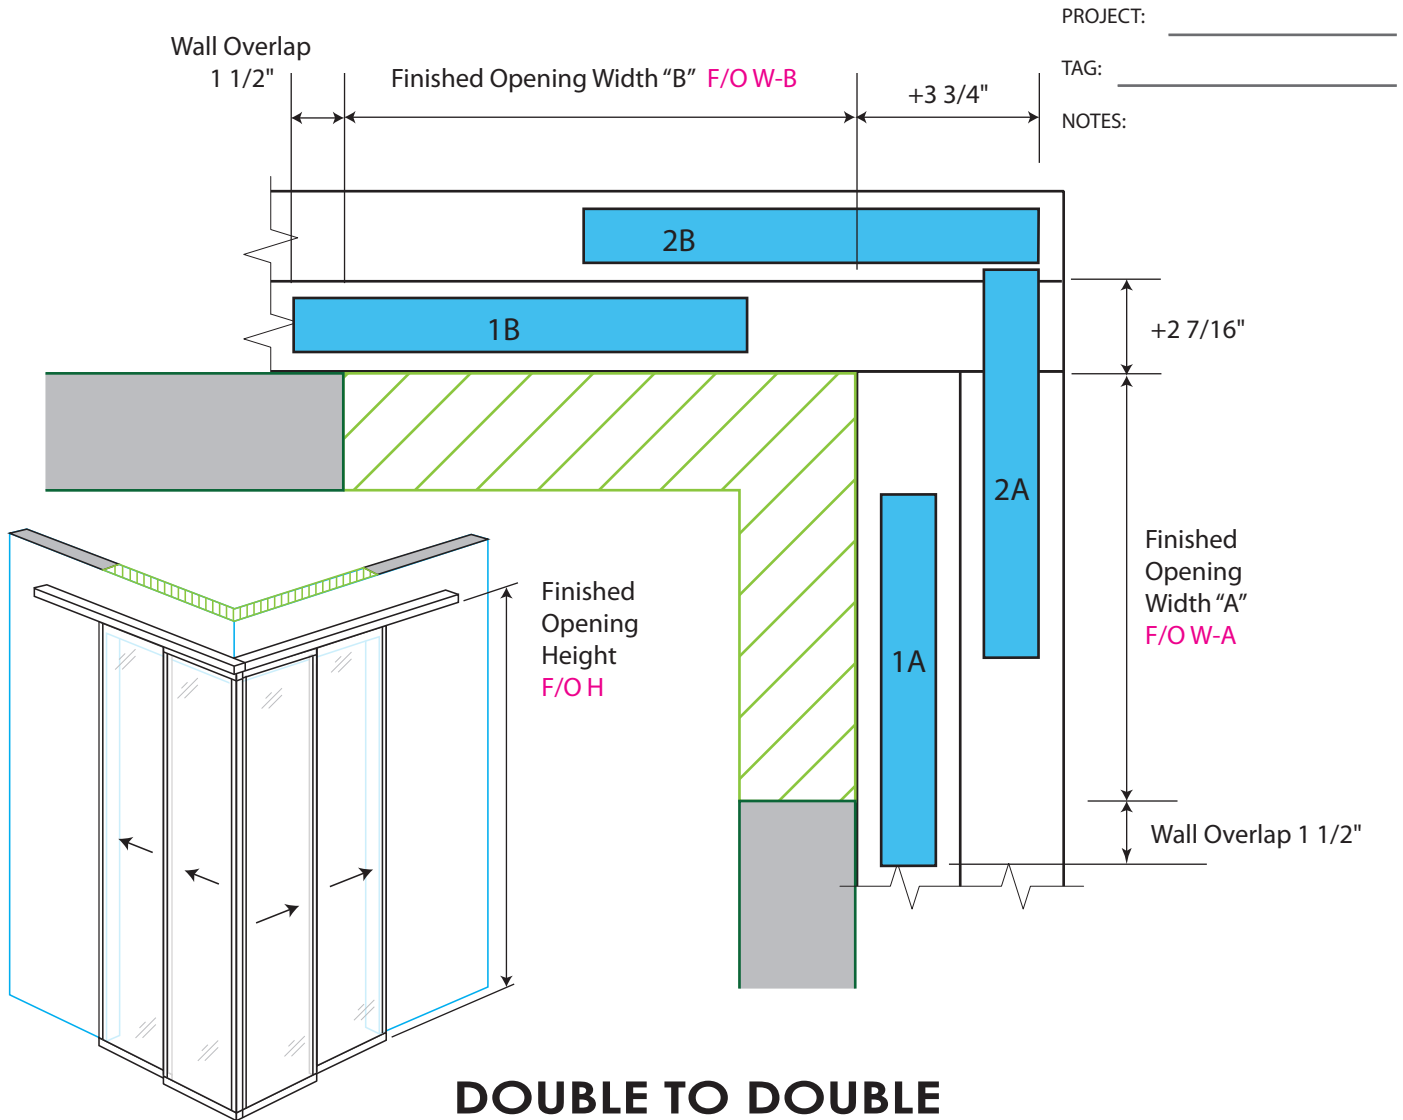 PROJECT:
TAG:
NOTES:
Wall Overlap
1 1/2"
Finished Opening Width “B” F/O W-B
+3 3/4"
2B
1B
+2 7/16"
2A
1A
Finished
Opening
Width “A”
F/O W-A
Finished
Opening
Height
F/O H
Wall Overlap 1 1/2"
DOUBLE TO DOUBLE